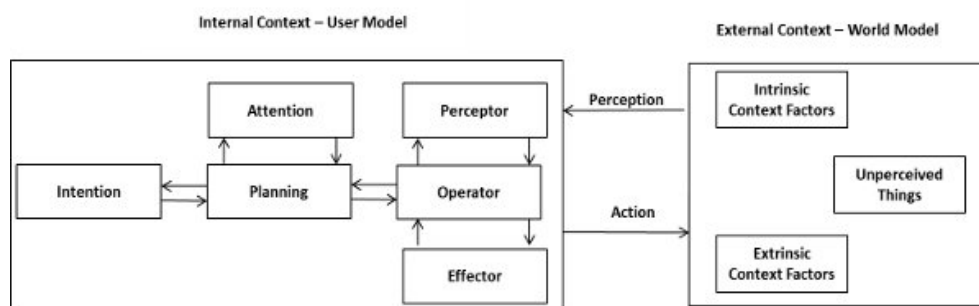 Internal Context – User Model
External Context – World Model
Attention
Perceptor
Intention
Planning
Operator
Effector
Perception
Action
Intrinsic
Context Factors
Unperceived
Things
Extrinsic
Context Factors